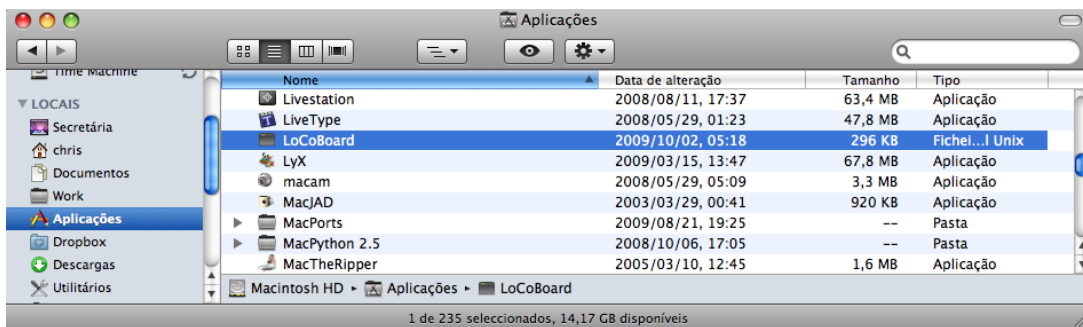 Aplicações
Time Machine
LOCAIS
Secretária
chris
Documentos
Work
Aplicações
Dropbox
Descargas
Utilitários
Nome Data de alteração Tamanho Tipo
Livestation 2008/08/11, 17:37 63,4 MB Aplicação
LiveType 2008/05/29, 01:23 47,8 MB Aplicação
LoCoBoard 2009/10/02, 05:18 296 KB Fichei...l Unix
LyX 2009/03/15, 13:47 67,8 MB Aplicação
macam 2008/05/29, 05:09 3,3 MB Aplicação
MacJAD 2003/03/29, 00:41 920 KB Aplicação
MacPorts 2009/08/21, 19:25 -- Pasta
MacPython 2.5 2008/10/06, 17:05 -- Pasta
MacTheRipper 2005/03/10, 12:45 1,6 MB Aplicação
Macintosh HD ▸ Aplicações ▸ LoCoBoard
1 de 235 seleccionados, 14,17 GB disponíveis